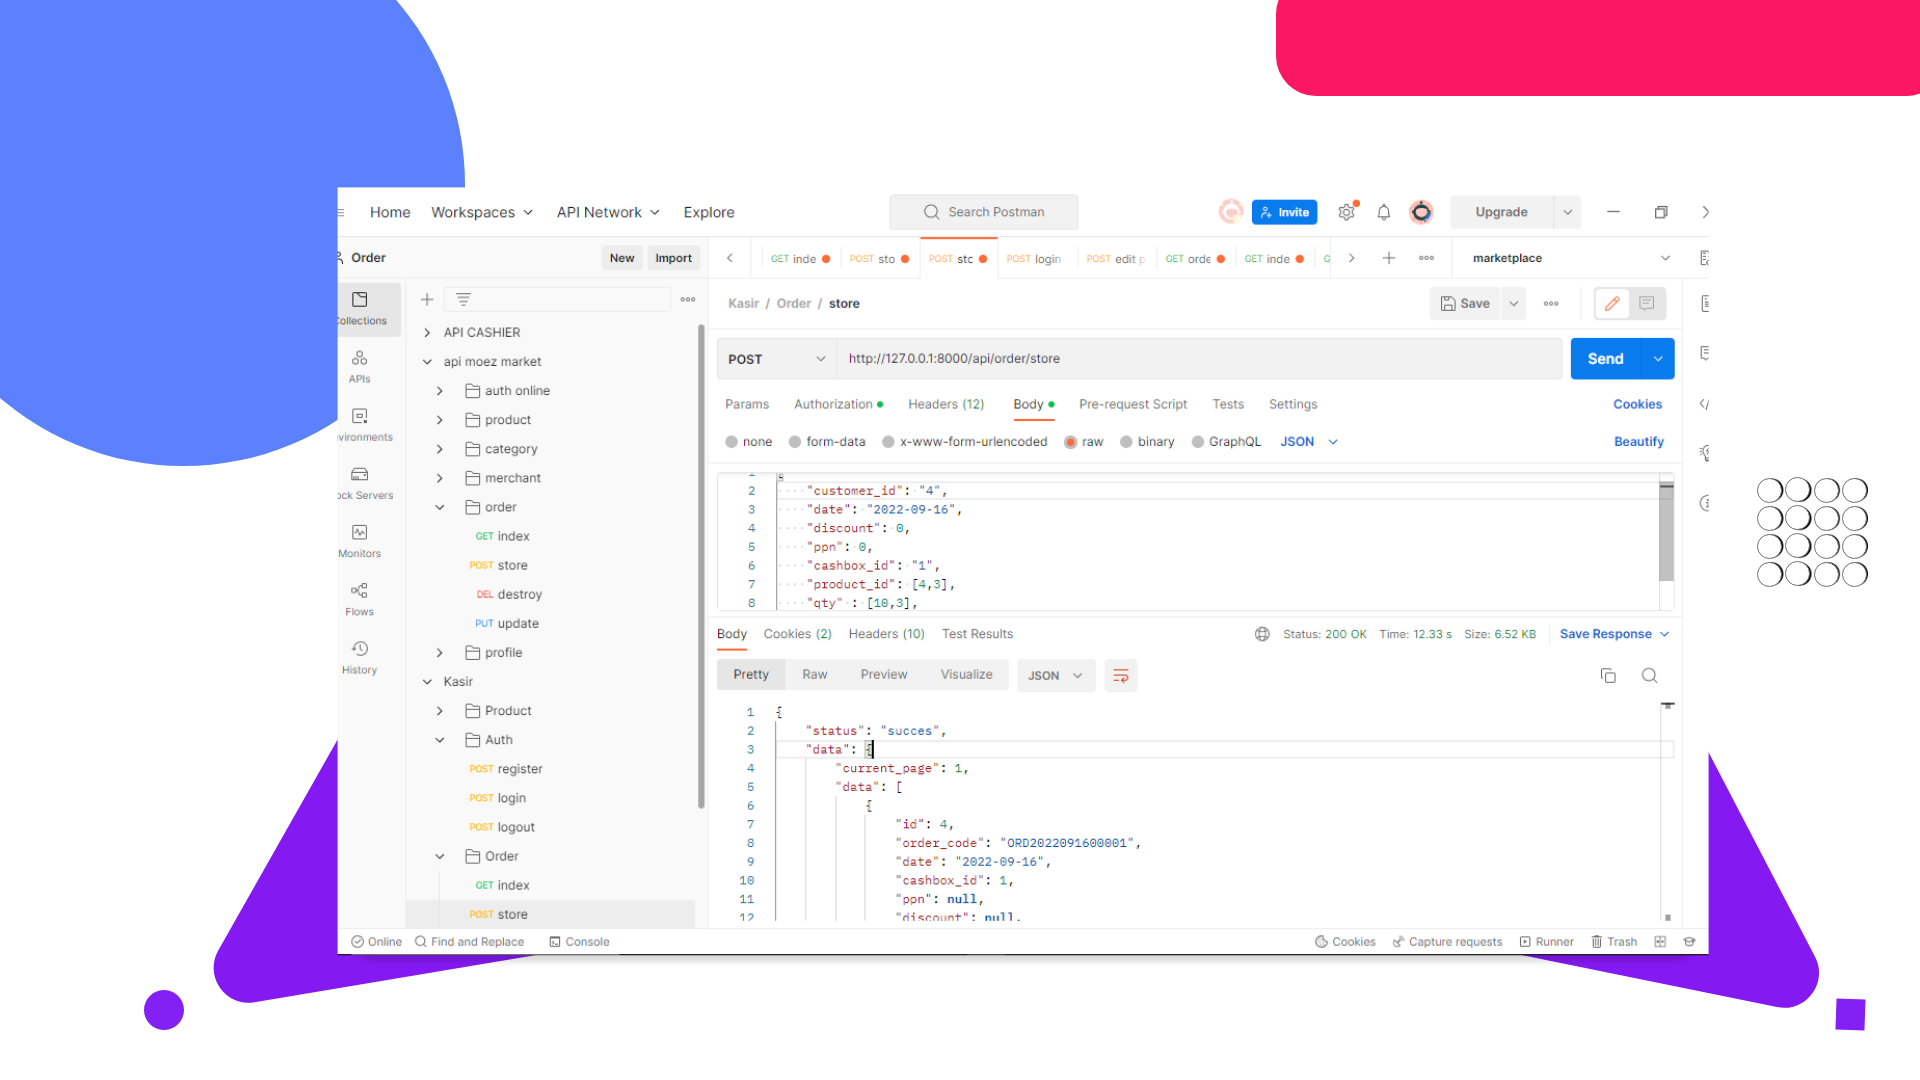 Home Workspaces API Network Explore Search Postman Invite Upgrade
Order New Import GET inde POST sto POST stc POST login POST edit p GET orde GET inde marketplace
Kasir / Order / store Save
Collections
APIs
vironments
ck Servers
Monitors
Flows
History
API CASHIER
api moez market
auth online
product
category
merchant
order
GET index
POST store
DEL destroy
PUT update
profile
Kasir
Product
Auth
POST register
POST login
POST logout
Order
GET index
POST store
POST http://127.0.0.1:8000/api/order/store Send
Params Authorization Headers (12) Body Pre-request Script Tests Settings Cookies
none form-data x-www-form-urlencoded raw binary GraphQL JSON Beautify
1 {
2 "customer_id": "4",
3 "date": "2022-09-16",
4 "discount": 0,
5 "ppn": 0,
6 "cashbox_id": "1",
7 "product_id": [4,3],
8 "qty" : [10,3],
Body Cookies (2) Headers (10) Test Results Status: 200 OK Time: 12.33 s Size: 6.52 KB Save Response
Pretty Raw Preview Visualize JSON
1 {
2 "status": "succes",
3 "data": {
4 "current_page": 1,
5 "data": [
6 {
7 "id": 4,
8 "order_code": "ORD2022091600001",
9 "date": "2022-09-16",
10 "cashbox_id": 1,
11 "ppn": null,
12 "discount": null,
Online Find and Replace Console Cookies Capture requests Runner Trash